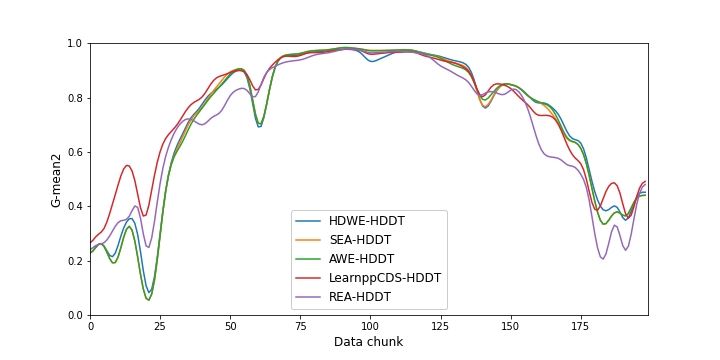 1.0
0.8
0.6
0.4
0.2
0.0
G-mean2
HDWE-HDDT
SEA-HDDT
AWE-HDDT
LearnppCDS-HDDT
REA-HDDT
0 25 50 75 100 125 150 175
Data chunk